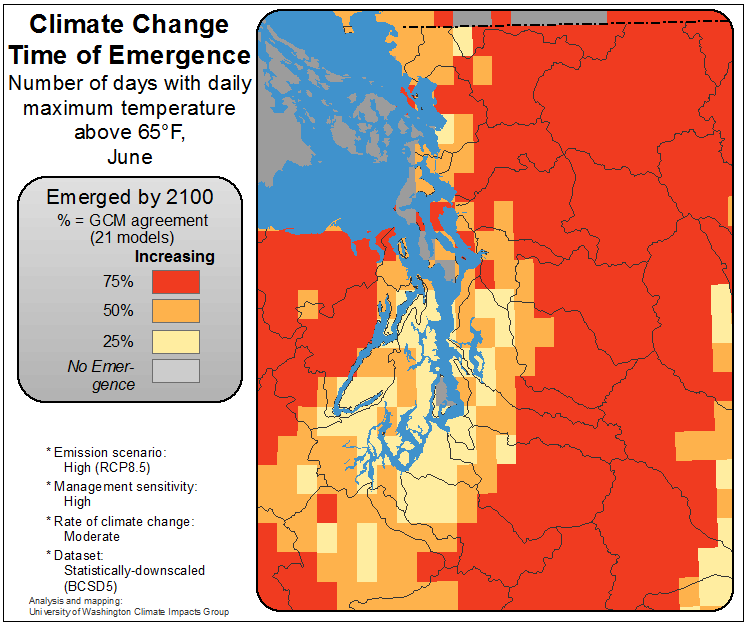 Climate Change
Time of Emergence
Number of days with daily
maximum temperature
above 65°F,
June
Emerged by 2100
% = GCM agreement
(21 models)
Increasing
75%
50%
25%
No Emer-
gence
* Emission scenario:
High (RCP8.5)
* Management sensitivity:
High
* Rate of climate change:
Moderate
* Dataset:
Statistically-downscaled
(BCSD5)
Analysis and mapping:
University of Washington Climate Impacts Group